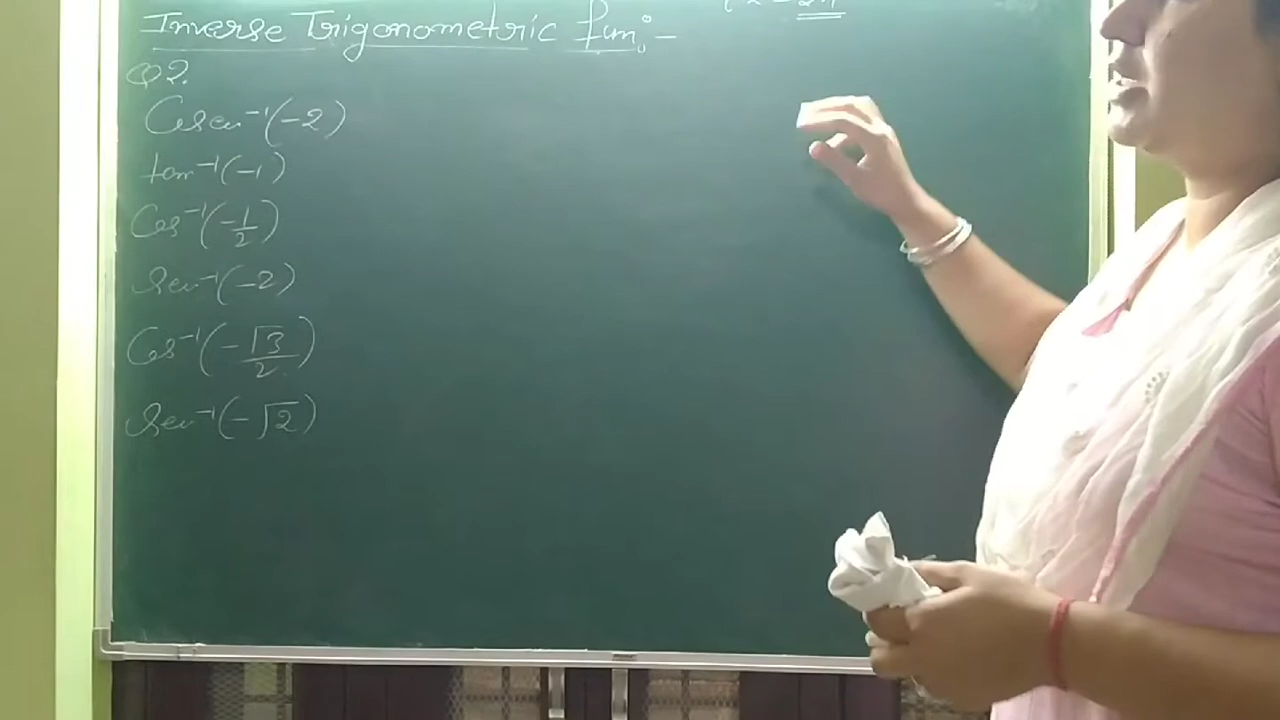 Inverse Trigonometric fun:-
Q2.
Cosec⁻¹(-2)
tan⁻¹(-1)
Cos⁻¹(-1/2)
Sec⁻¹(-2)
Cos⁻¹(-√3/2)
Sec⁻¹(-√2)